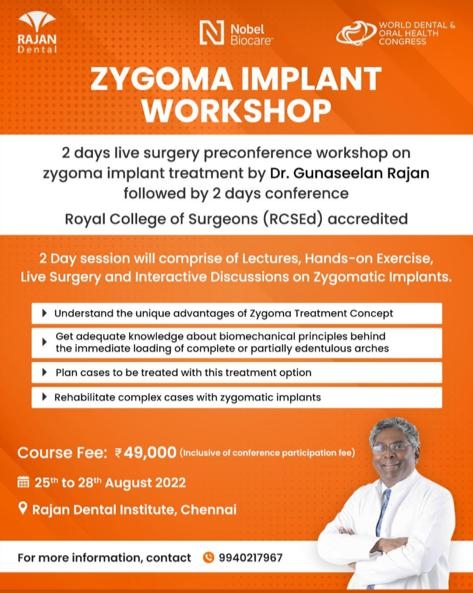 RAJAN
Dental
Nobel
Biocare™
WORLD DENTAL &
ORAL HEALTH
CONGRESS
ZYGOMA IMPLANT
WORKSHOP
2 days live surgery preconference workshop on
zygoma implant treatment by Dr. Gunaseelan Rajan
followed by 2 days conference
Royal College of Surgeons (RCSEd) accredited
2 Day session will comprise of Lectures, Hands-on Exercise,
Live Surgery and Interactive Discussions on Zygomatic Implants.
Understand the unique advantages of Zygoma Treatment Concept
Get adequate knowledge about biomechanical principles behind
the immediate loading of complete or partially edentulous arches
Plan cases to be treated with this treatment option
Rehabilitate complex cases with zygomatic implants
Course Fee: ₹49,000 (Inclusive of conference participation fee)
25th to 28th August 2022
Rajan Dental Institute, Chennai
For more information, contact 9940217967